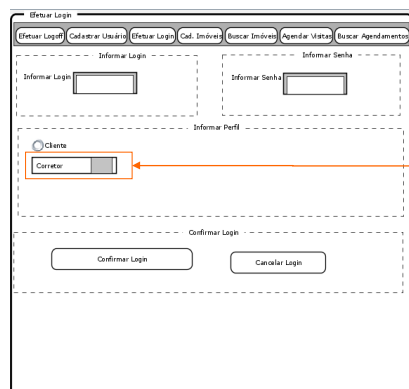 Efetuar Login
Efetuar Logoff Cadastrar Usuário Efetuar Login Cad. Imóveis Buscar Imóveis Agendar Visitas Buscar Agendamentos
Informar Login Informar Senha
Informar Login Informar Senha
Informar Perfil
Cliente
Corretor
Confirmar Login
Confirmar Login Cancelar Login